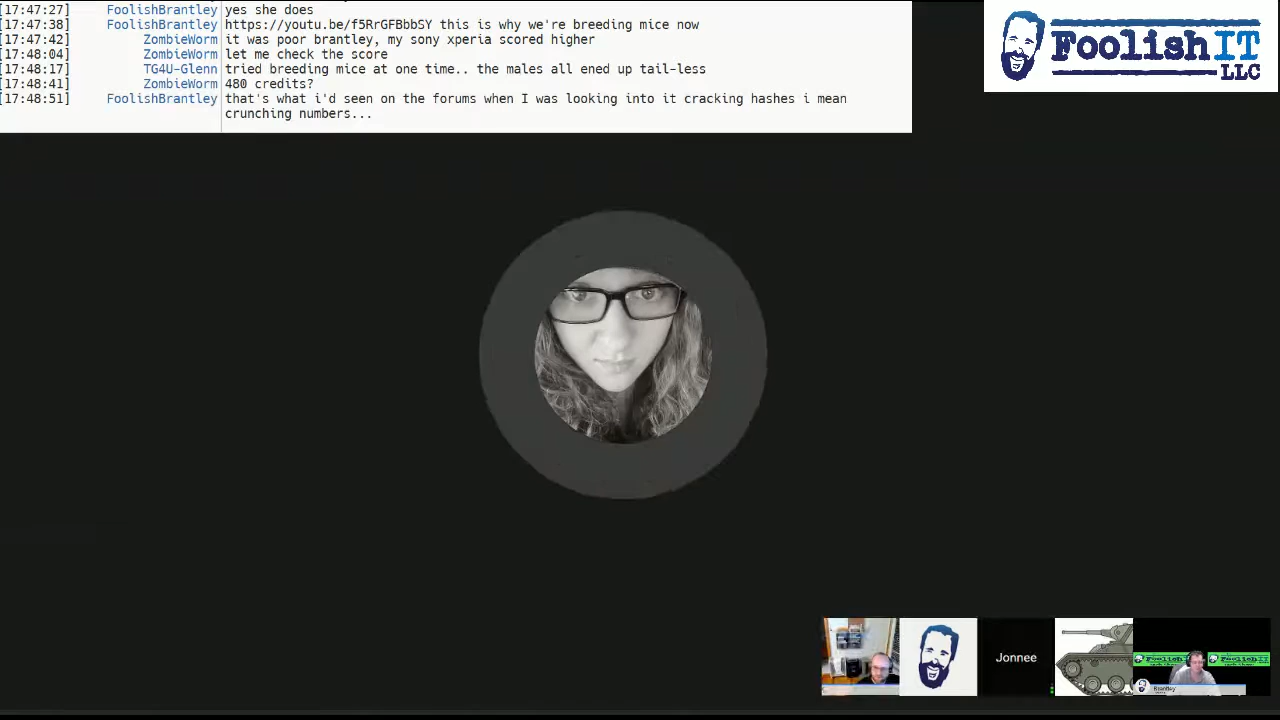 [17:47:27] FoolishBrantley yes she does
[17:47:38] FoolishBrantley https://youtu.be/f5RrGFBbbSY this is why we're breeding mice now
[17:47:42] ZombieWorm it was poor brantley, my sony xperia scored higher
[17:48:04] ZombieWorm let me check the score
[17:48:17] TG4U-Glenn tried breeding mice at one time.. the males all ened up tail-less
[17:48:41] ZombieWorm 480 credits?
[17:48:51] FoolishBrantley that's what i'd seen on the forums when I was looking into it cracking hashes i mean
crunching numbers...
FoolishIT
LLC
Jonnee
FoolishIT
FoolishIT
Brantley